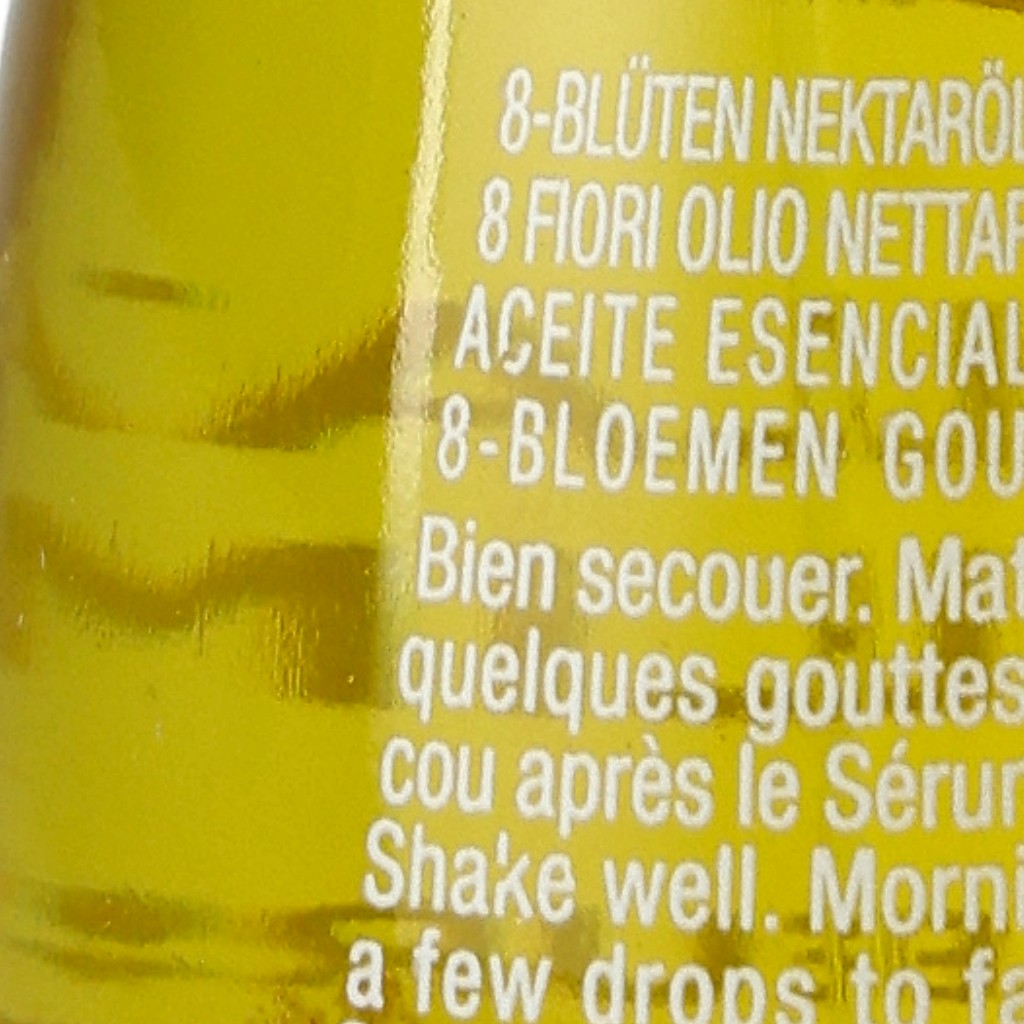 8-BLÜTEN NEKTARÖL
8 FIORI OLIO NETTAR
ACEITE ESENCIAL
8-BLOEMEN GOU
Bien secouer. Mat
quelques gouttes
cou après le Sérum
Shake well. Morni
a few drops to fa